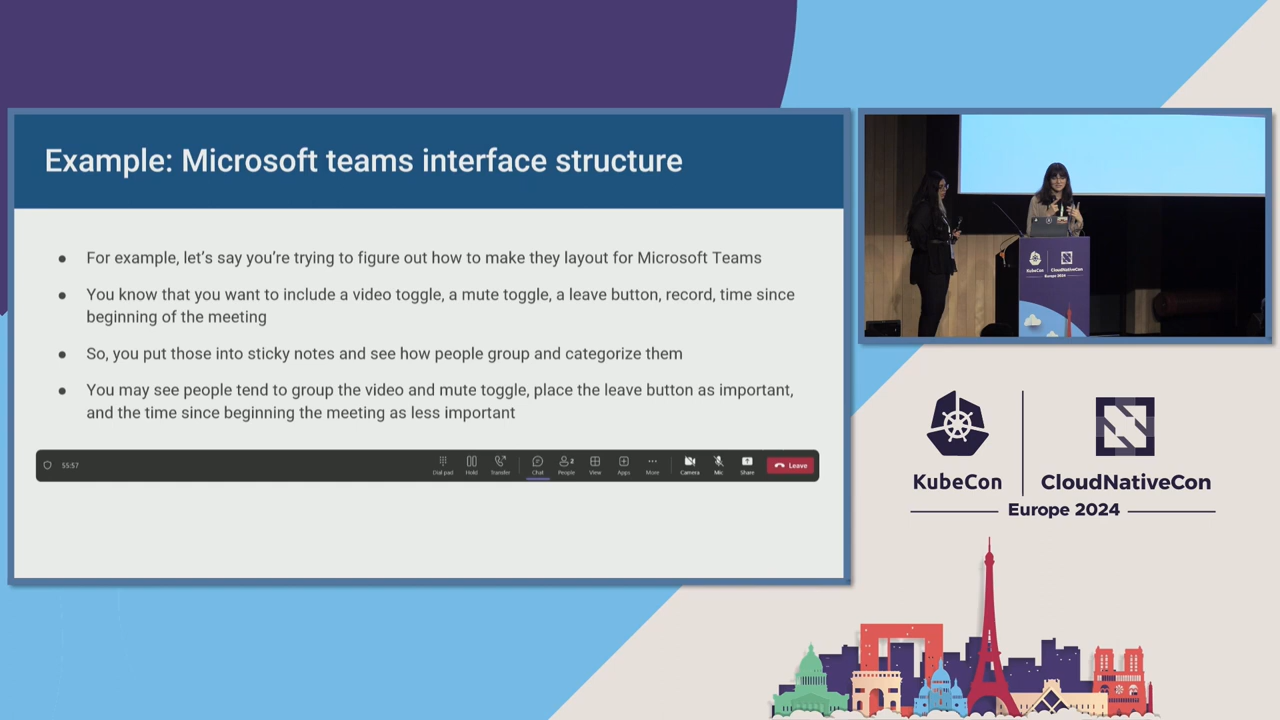 Example: Microsoft teams interface structure
For example, let's say you're trying to figure out how to make they layout for Microsoft Teams
You know that you want to include a video toggle, a mute toggle, a leave button, record, time since
beginning of the meeting
So, you put those into sticky notes and see how people group and categorize them
You may see people tend to group the video and mute toggle, place the leave button as important,
and the time since beginning the meeting as less important
55:57
Dial pad Hold Transfer Chat People 2 View Apps More Camera Mic Share Leave
KubeCon CloudNativeCon
Europe 2024
KubeCon CloudNativeCon
Europe 2024